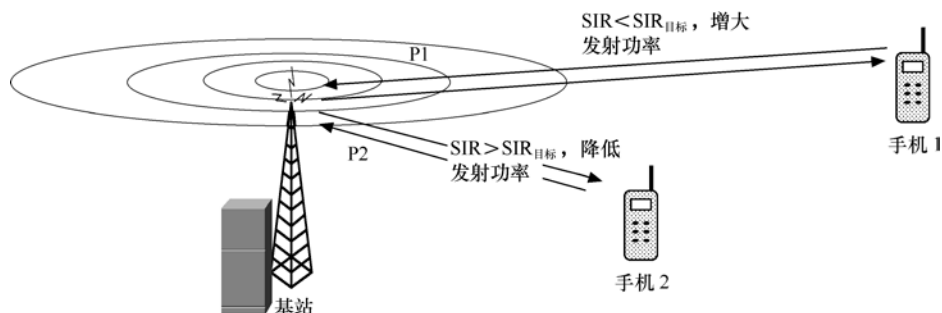 SIR<SIR目标，增大
发射功率
P1
手机1
P2
SIR>SIR目标，降低
发射功率
手机2
基站